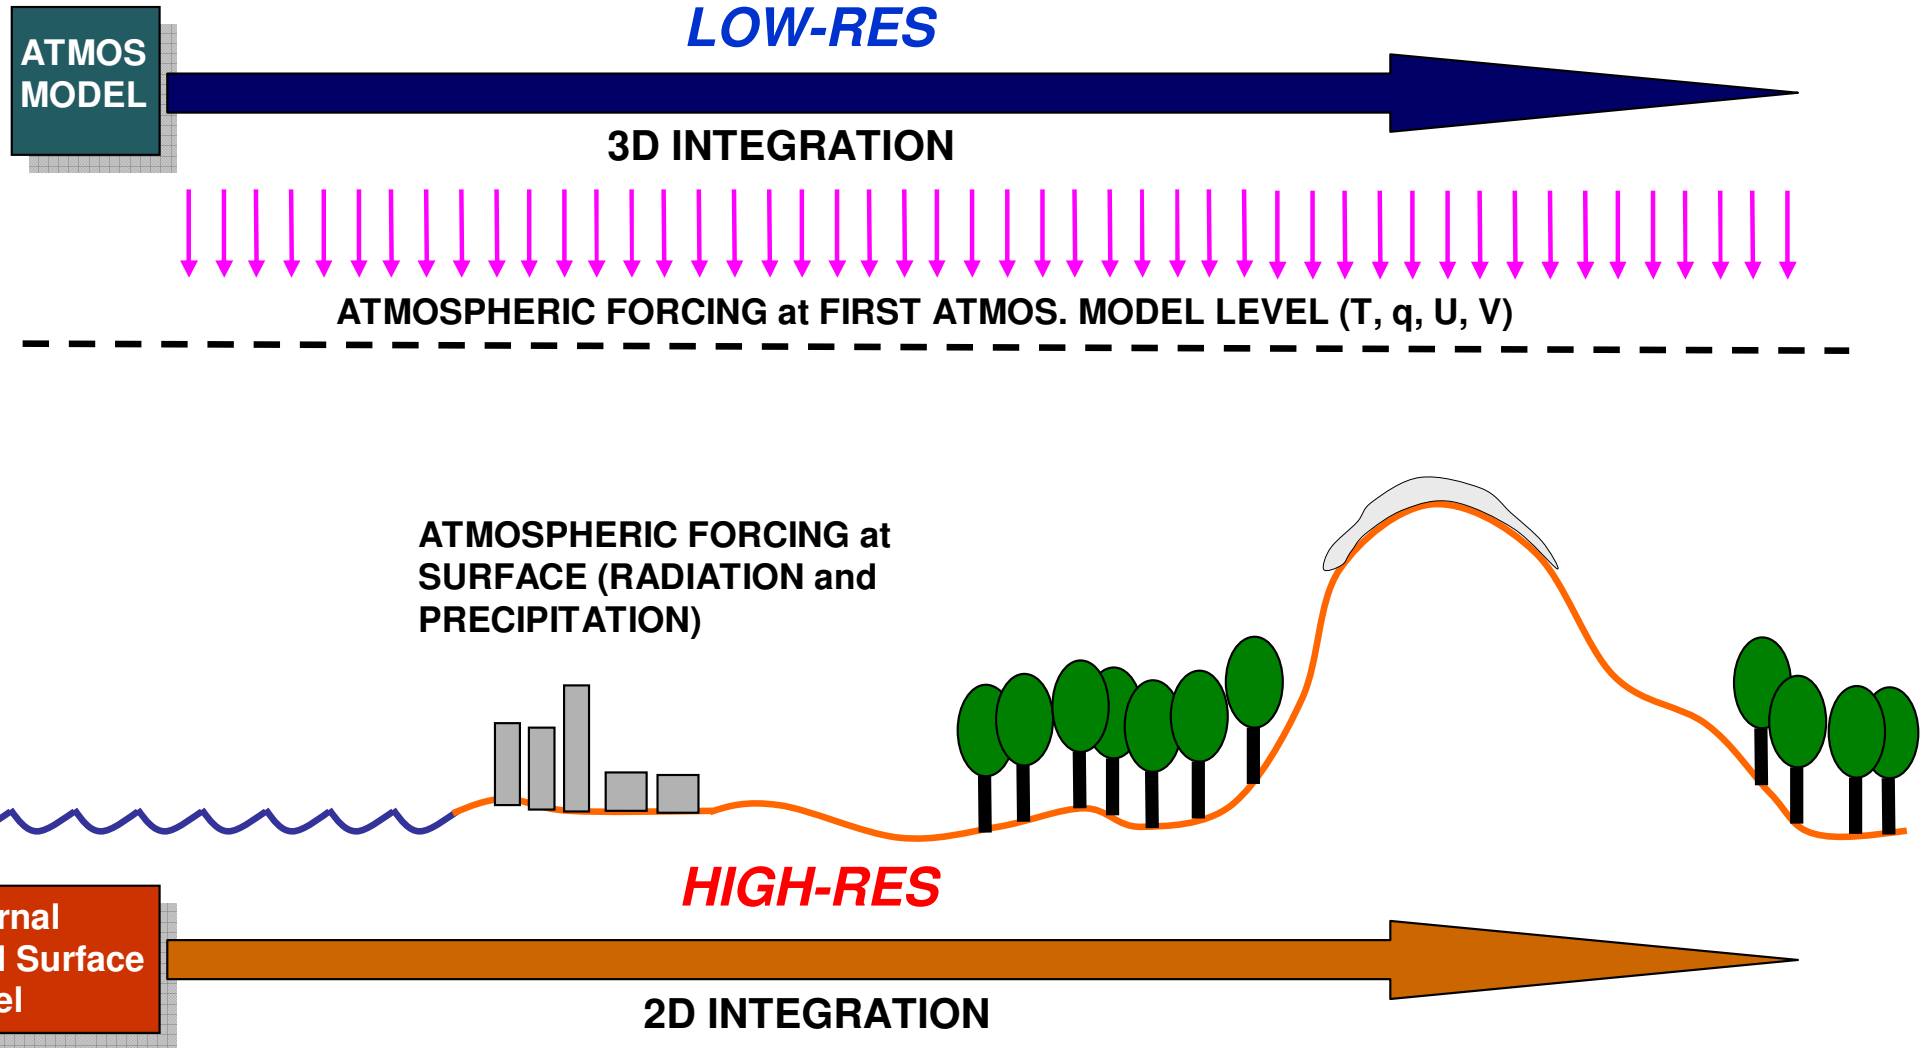 LOW-RES
ATMOS
MODEL
3D INTEGRATION
ATMOSPHERIC FORCING at FIRST ATMOS. MODEL LEVEL (T, q, U, V)
ATMOSPHERIC FORCING at
SURFACE (RADIATION and
PRECIPITATION)
HIGH-RES
rnal
Surface
el
2D INTEGRATION